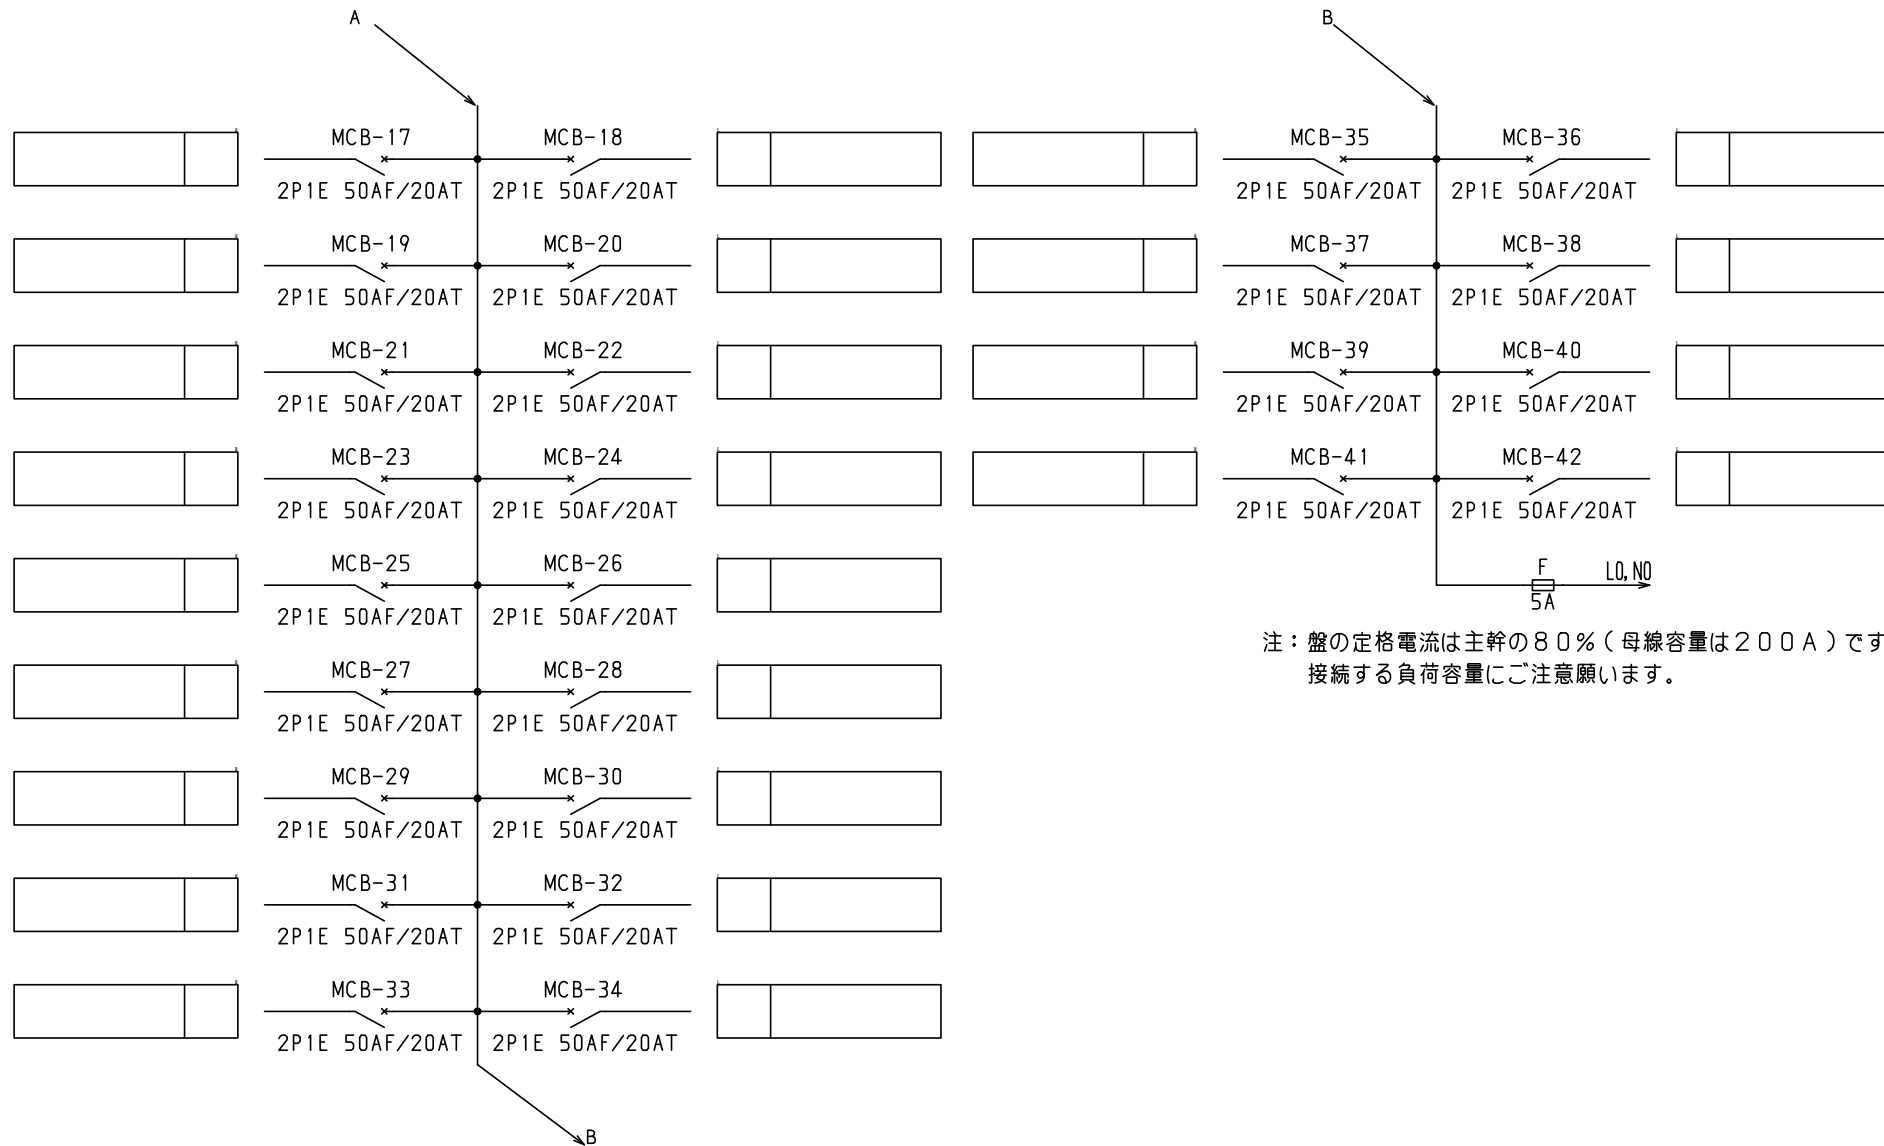 A
MCB-17 MCB-18
2P1E 50AF/20AT 2P1E 50AF/20AT
MCB-19 MCB-20
2P1E 50AF/20AT 2P1E 50AF/20AT
MCB-21 MCB-22
2P1E 50AF/20AT 2P1E 50AF/20AT
MCB-23 MCB-24
2P1E 50AF/20AT 2P1E 50AF/20AT
MCB-25 MCB-26
2P1E 50AF/20AT 2P1E 50AF/20AT
MCB-27 MCB-28
2P1E 50AF/20AT 2P1E 50AF/20AT
MCB-29 MCB-30
2P1E 50AF/20AT 2P1E 50AF/20AT
MCB-31 MCB-32
2P1E 50AF/20AT 2P1E 50AF/20AT
MCB-33 MCB-34
2P1E 50AF/20AT 2P1E 50AF/20AT
B
B
MCB-35 MCB-36
2P1E 50AF/20AT 2P1E 50AF/20AT
MCB-37 MCB-38
2P1E 50AF/20AT 2P1E 50AF/20AT
MCB-39 MCB-40
2P1E 50AF/20AT 2P1E 50AF/20AT
MCB-41 MCB-42
2P1E 50AF/20AT 2P1E 50AF/20AT
F L0,N0
5A
注：盤の定格電流は主幹の８０％（母線容量は２００Ａ）です
接続する負荷容量にご注意願います。